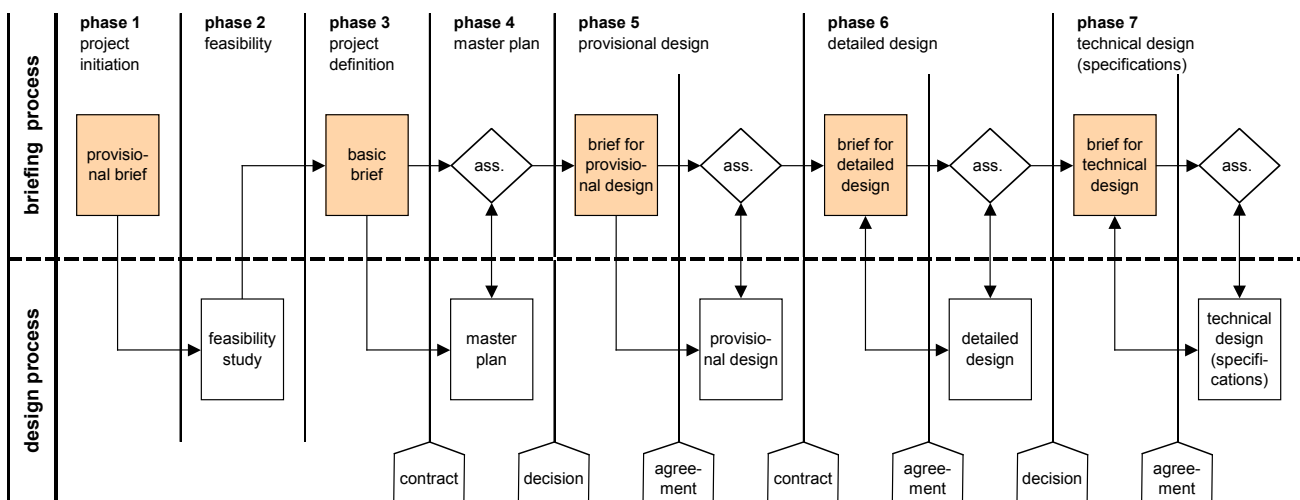 phase 1
project
initiation
phase 2
feasibility
phase 3
project
definition
phase 4
master plan
phase 5
provisional design
phase 6
detailed design
phase 7
technical design
(specifications)
briefing process
provisio-
nal brief
basic
brief
ass.
brief for
provisio-
nal design
ass.
brief for
detailed
design
ass.
brief for
technical
design
ass.
design process
feasibility
study
master
plan
provisio-
nal design
detailed
design
technical
design
(specifi-
cations)
contract
decision
agree-
ment
contract
agree-
ment
decision
agree-
ment